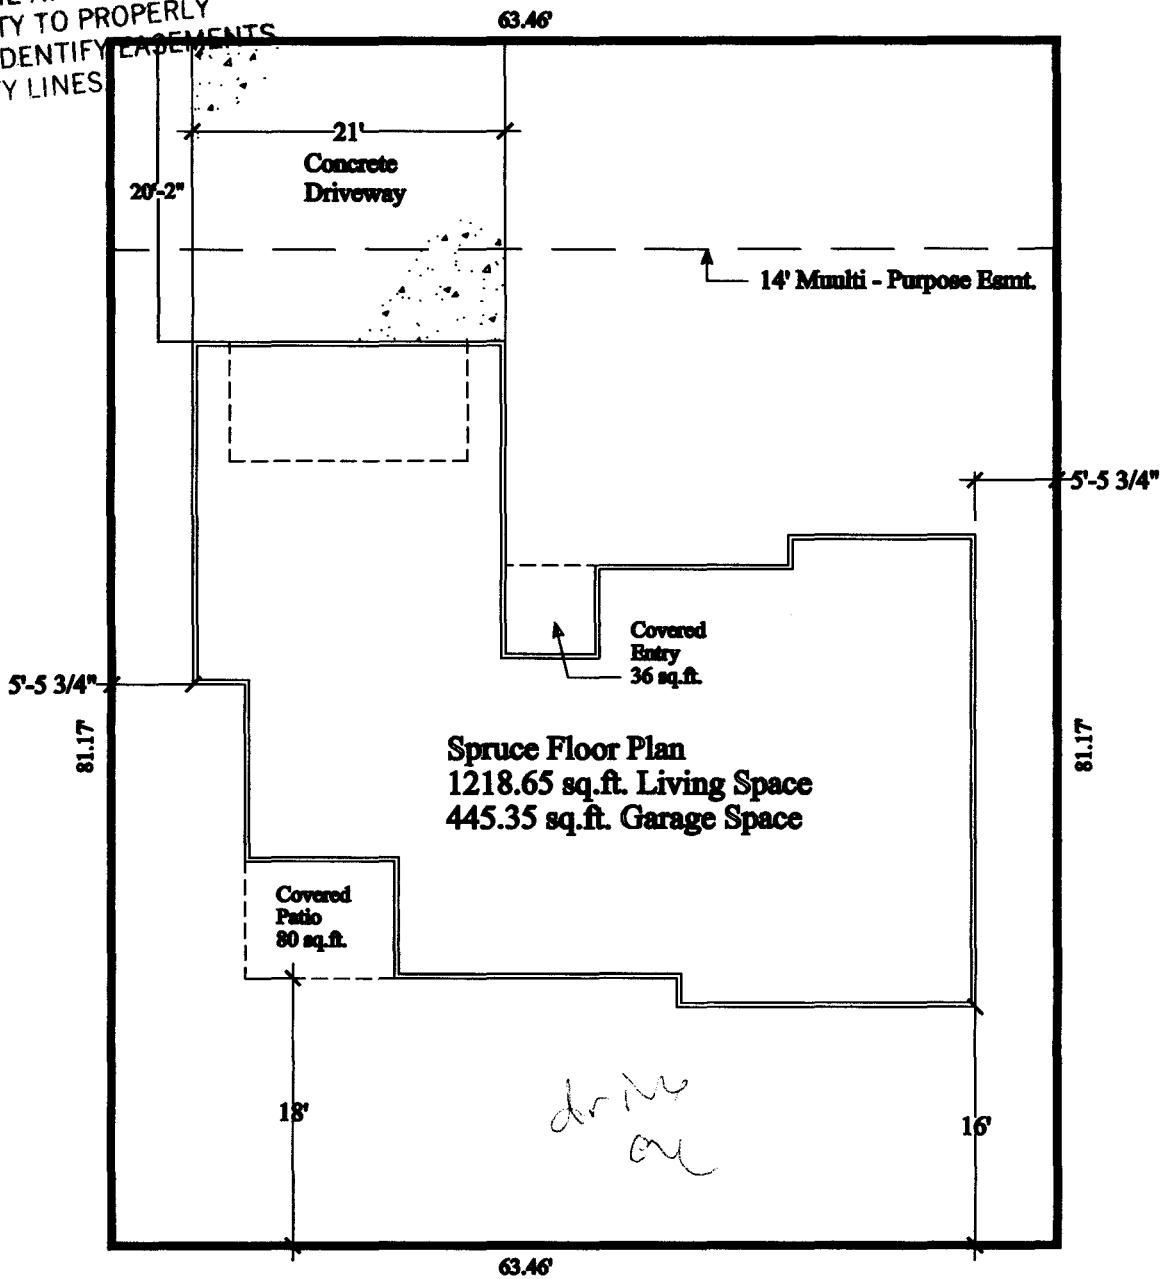 TY TO PROPERLY
DENTIFY EASEMENTS
Y LINES
63.46'
21'
Concrete
Driveway
20'-2"
14' Muulti - Purpose Esmt.
5'-5 3/4"
Covered
Entry
36 sq.ft.
5'-5 3/4"
81.17'
81.17'
Spruce Floor Plan
1218.65 sq.ft. Living Space
445.35 sq.ft. Garage Space
Covered
Patio
80 sq.ft.
18'
drive
16'
63.46'